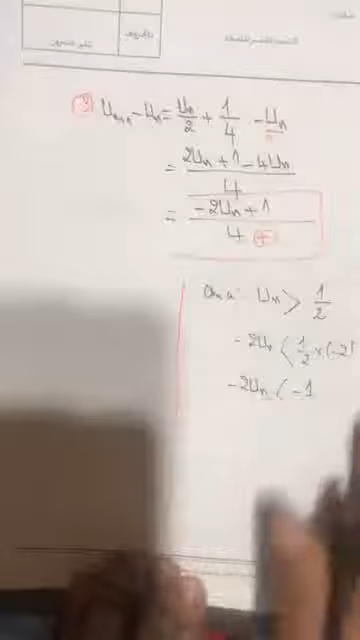 3) Uₙ₊₁ - Uₙ = Uₙ/2 + 1/4 - Uₙ
= (2Uₙ + 1 - 4Uₙ)/4
= (-2Uₙ + 1)/4 (+)
on a: Uₙ > 1/2
-2Uₙ < 1/2 x (-2)
-2Uₙ < -1